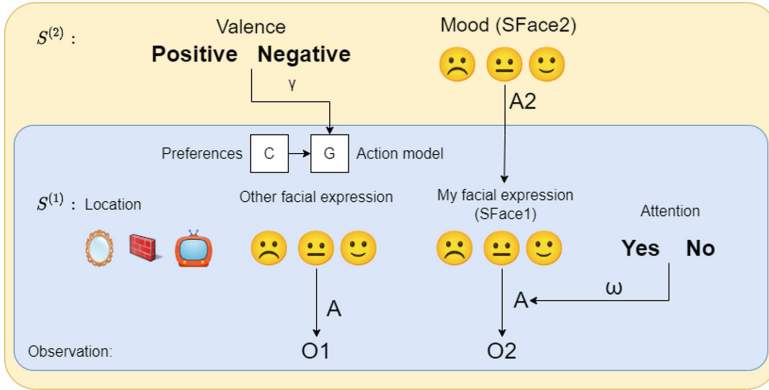 S⁽²⁾ :
Valence
Positive Negative
γ
Mood (SFace2)
A2
Preferences C G Action model
S⁽¹⁾ : Location
Other facial expression
My facial expression
(SFace1)
Attention
Yes No
A
A
ω
Observation:
O1
O2